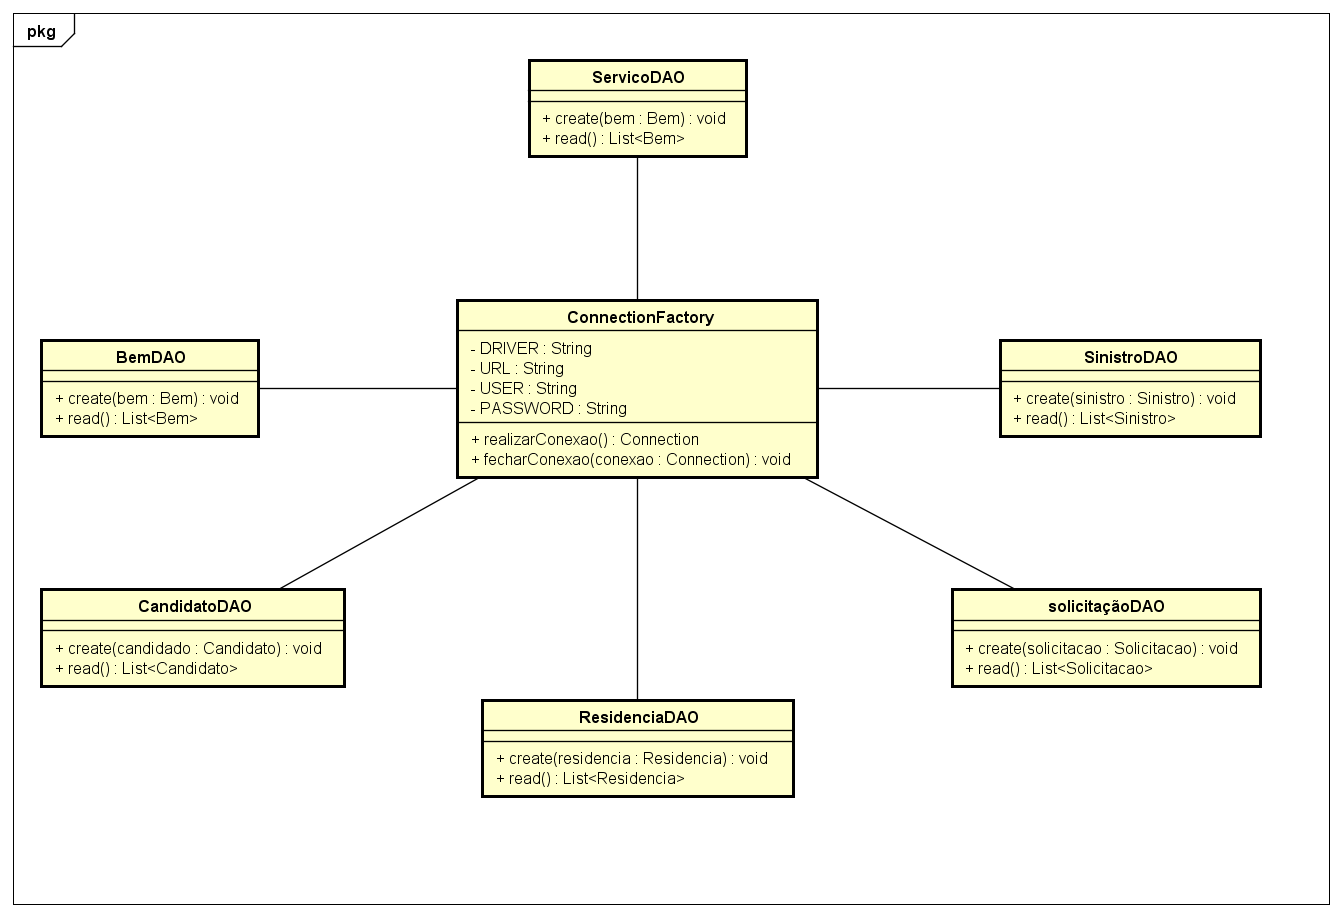 pkg
ServicoDAO
+ create(bem : Bem) : void
+ read() : List<Bem>
ConnectionFactory
- DRIVER : String
- URL : String
- USER : String
- PASSWORD : String
+ realizarConexao() : Connection
+ fecharConexao(conexao : Connection) : void
BemDAO
+ create(bem : Bem) : void
+ read() : List<Bem>
SinistroDAO
+ create(sinistro : Sinistro) : void
+ read() : List<Sinistro>
CandidatoDAO
+ create(candidado : Candidato) : void
+ read() : List<Candidato>
solicitaçãoDAO
+ create(solicitacao : Solicitacao) : void
+ read() : List<Solicitacao>
ResidenciaDAO
+ create(residencia : Residencia) : void
+ read() : List<Residencia>